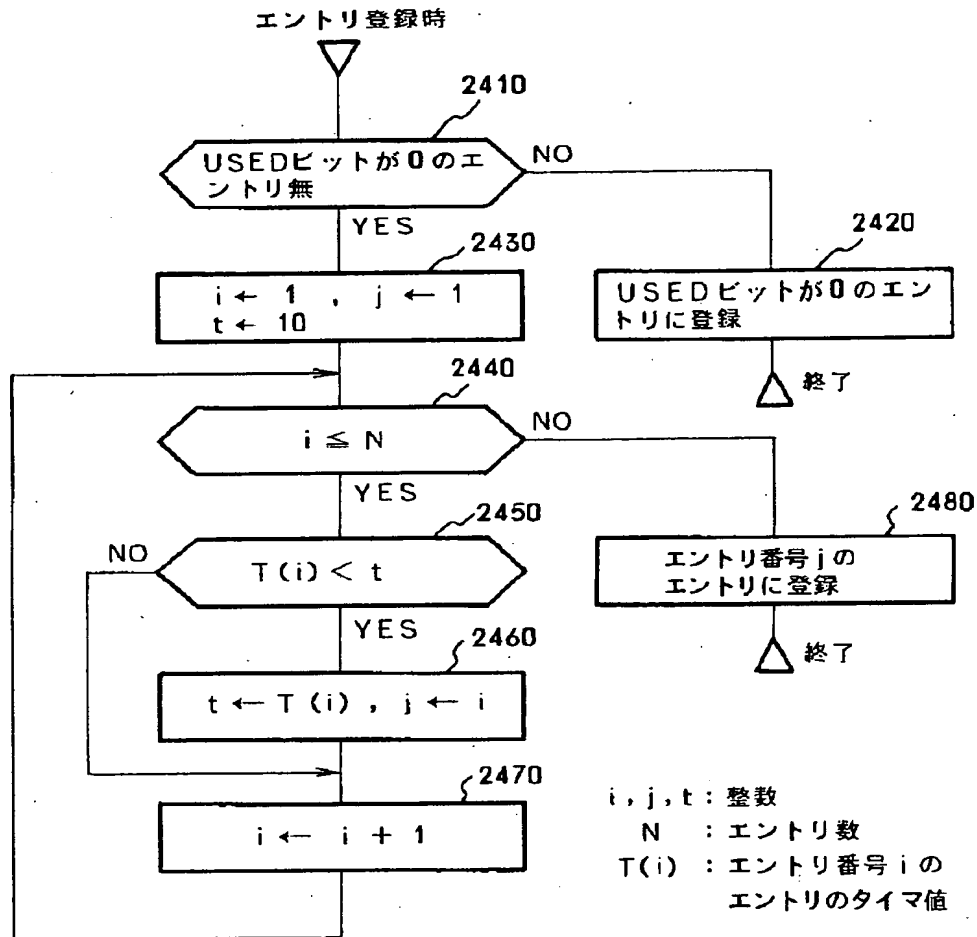 エントリ登録時
2410
USEDビットが0のエ
ントリ無
NO
YES
2420
2430
USEDビットが0のエン
トリに登録
i ← 1 , j ← 1
t ← 10
終了
2440
i ≦ N
NO
YES
2450
2480
NO
T(i) < t
エントリ番号jの
エントリに登録
YES
2460
終了
t ← T(i), j ← i
2470
i ← i + 1
i, j, t : 整数
N : エントリ数
T(i) : エントリ番号iの
エントリのタイマ値